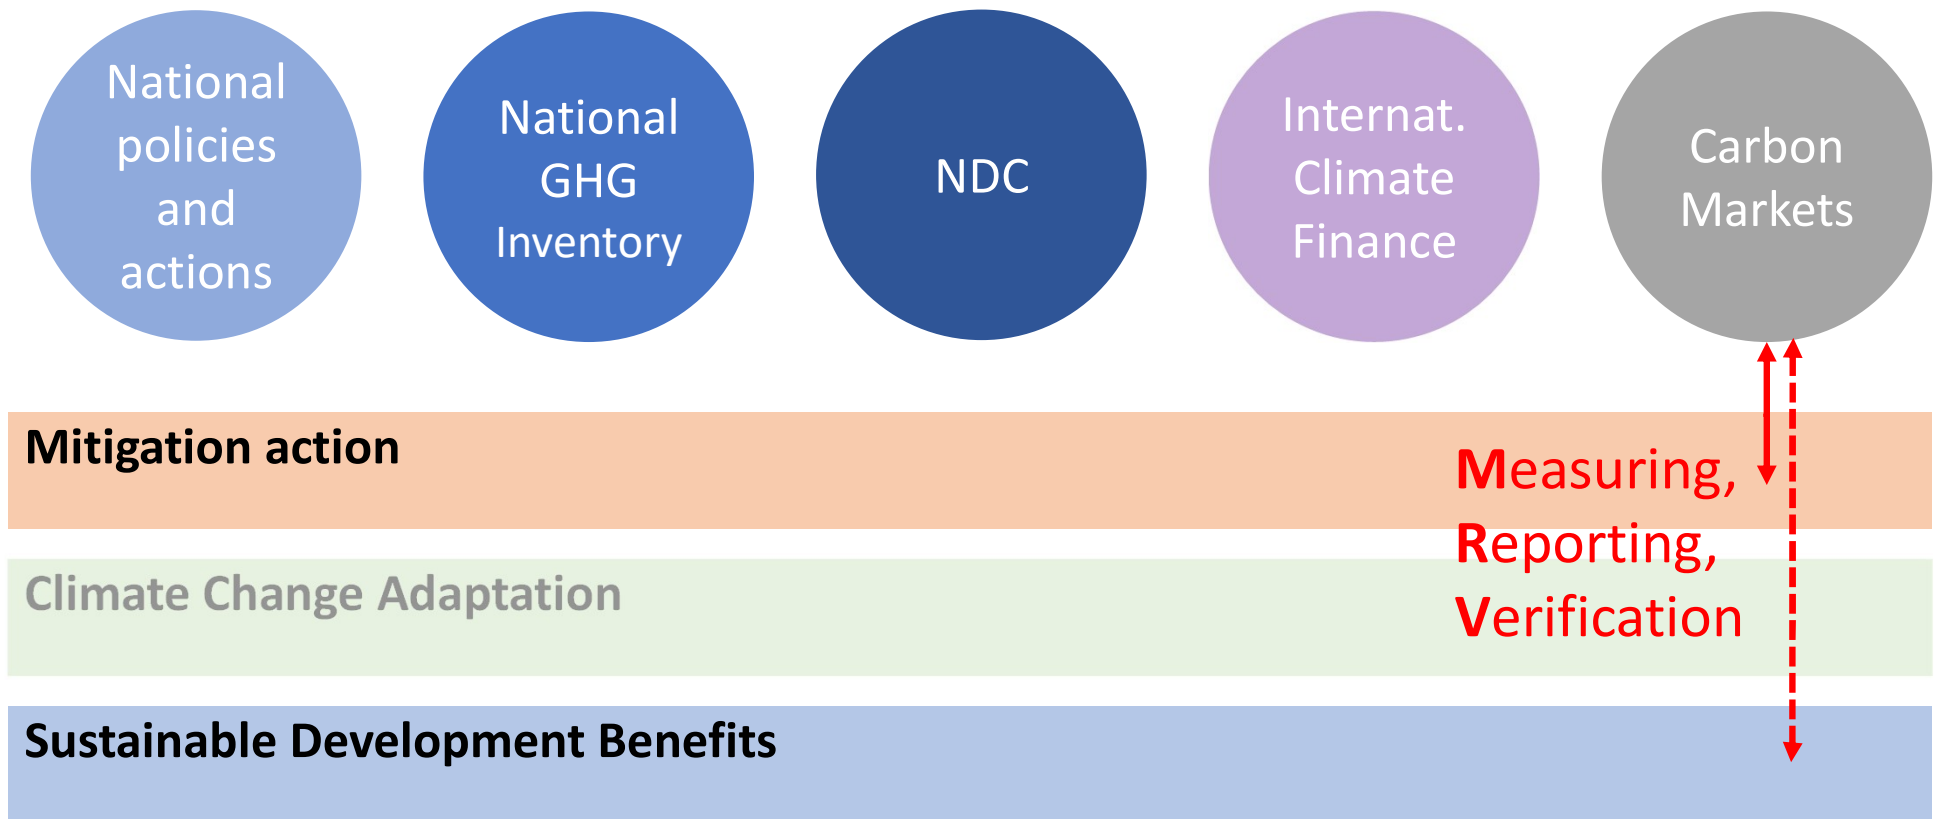 National
policies
and
actions
National
GHG
Inventory
NDC
Internat.
Climate
Finance
Carbon
Markets
Mitigation action
Measuring,
Reporting,
Climate Change Adaptation
Verification
Sustainable Development Benefits